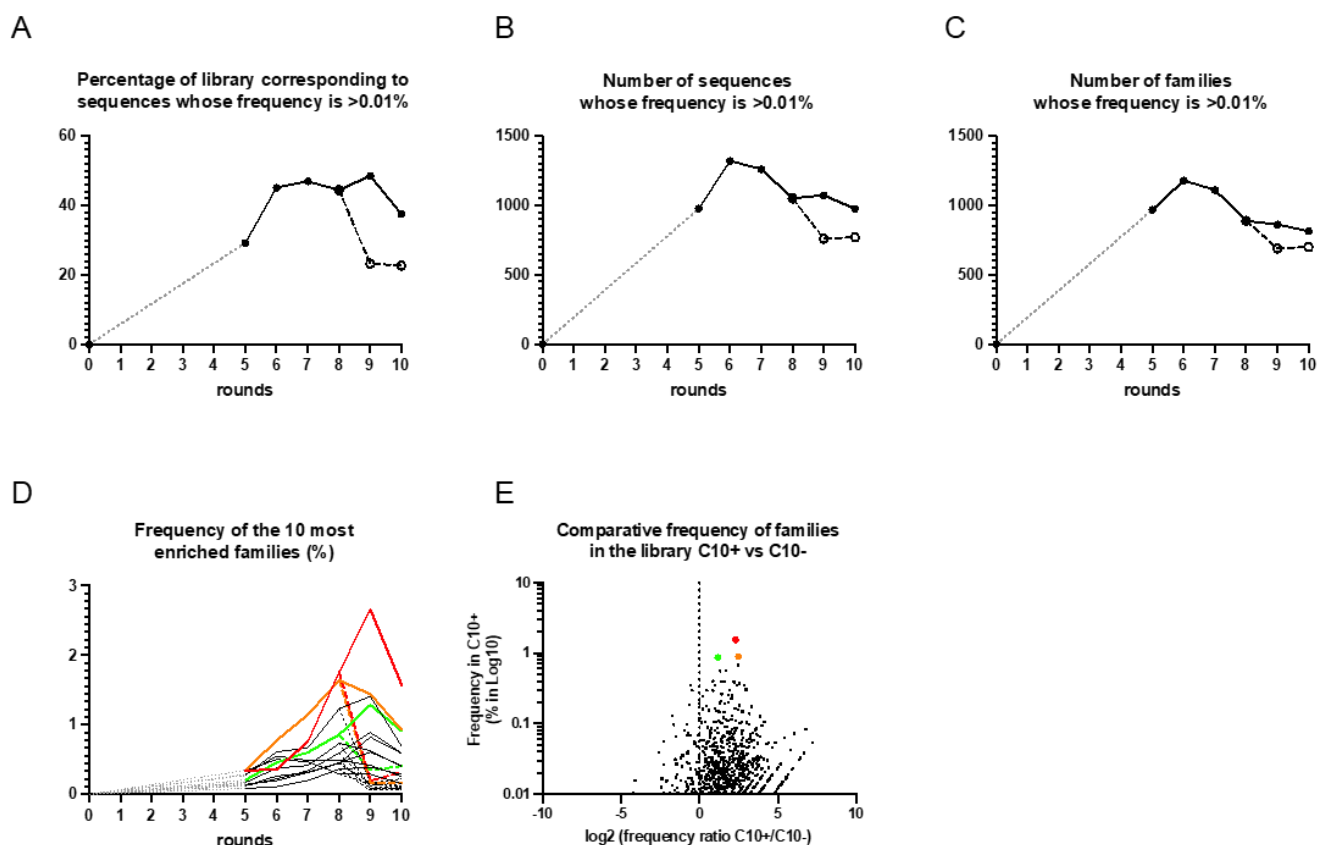 A
B
C
Percentage of library corresponding to
sequences whose frequency is >0.01%
Number of sequences
whose frequency is >0.01%
Number of families
whose frequency is >0.01%
60
40
20
0
0 1 2 3 4 5 6 7 8 9 10
rounds
1500
1000
500
0
0 1 2 3 4 5 6 7 8 9 10
rounds
1500
1000
500
0
0 1 2 3 4 5 6 7 8 9 10
rounds
D
E
Frequency of the 10 most
enriched families (%)
3
2
1
0
0 1 2 3 4 5 6 7 8 9 10
rounds
Comparative frequency of families
in the library C10+ vs C10-
Frequency in C10+
(% in Log10)
10
1
0.1
0.01
-10 -5 0 5 10
log2 (frequency ratio C10+/C10-)